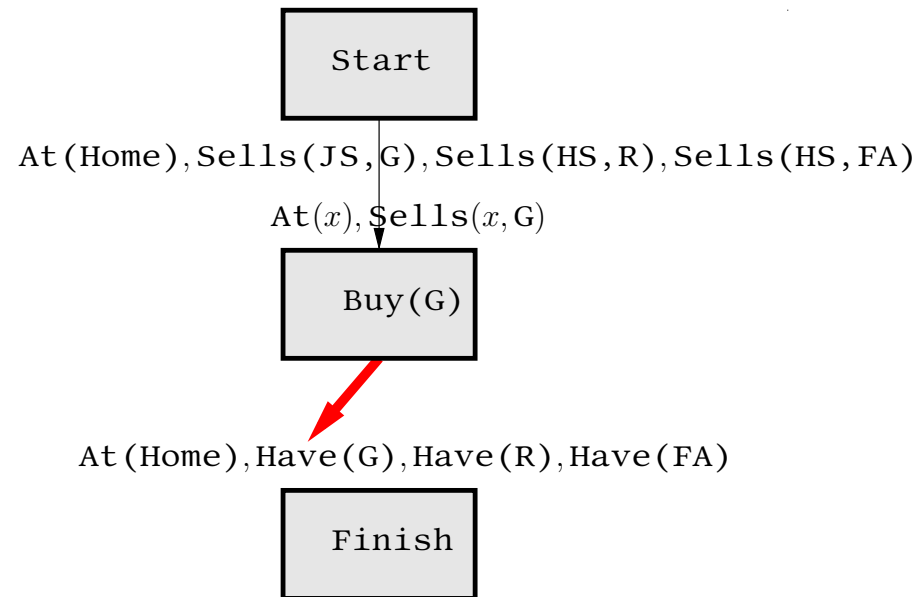 Start
At(Home),Sells(JS,G),Sells(HS,R),Sells(HS,FA)
At(x),Sells(x,G)
Buy(G)
At(Home),Have(G),Have(R),Have(FA)
Finish